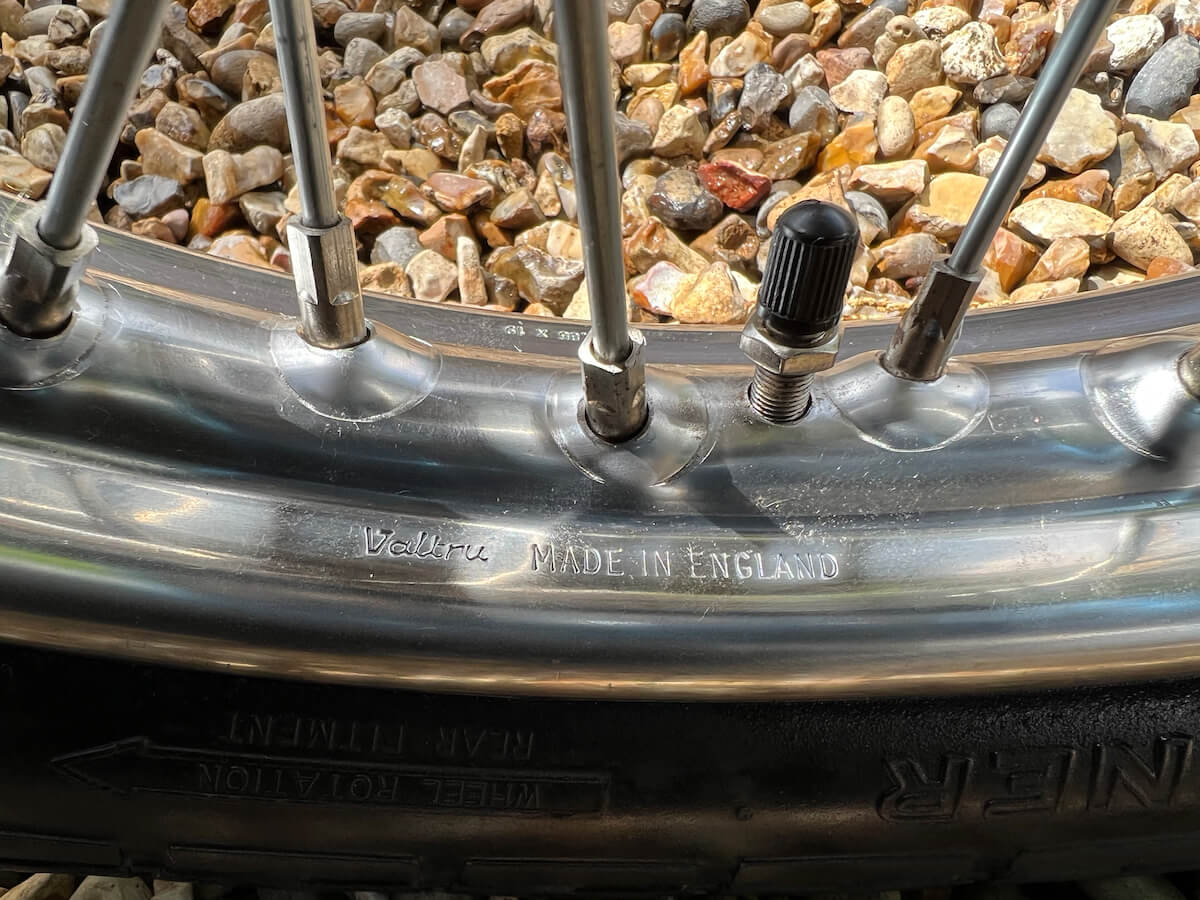 Valtru MADE IN ENGLAND
REAR FITMENT
WHEEL ROTATION